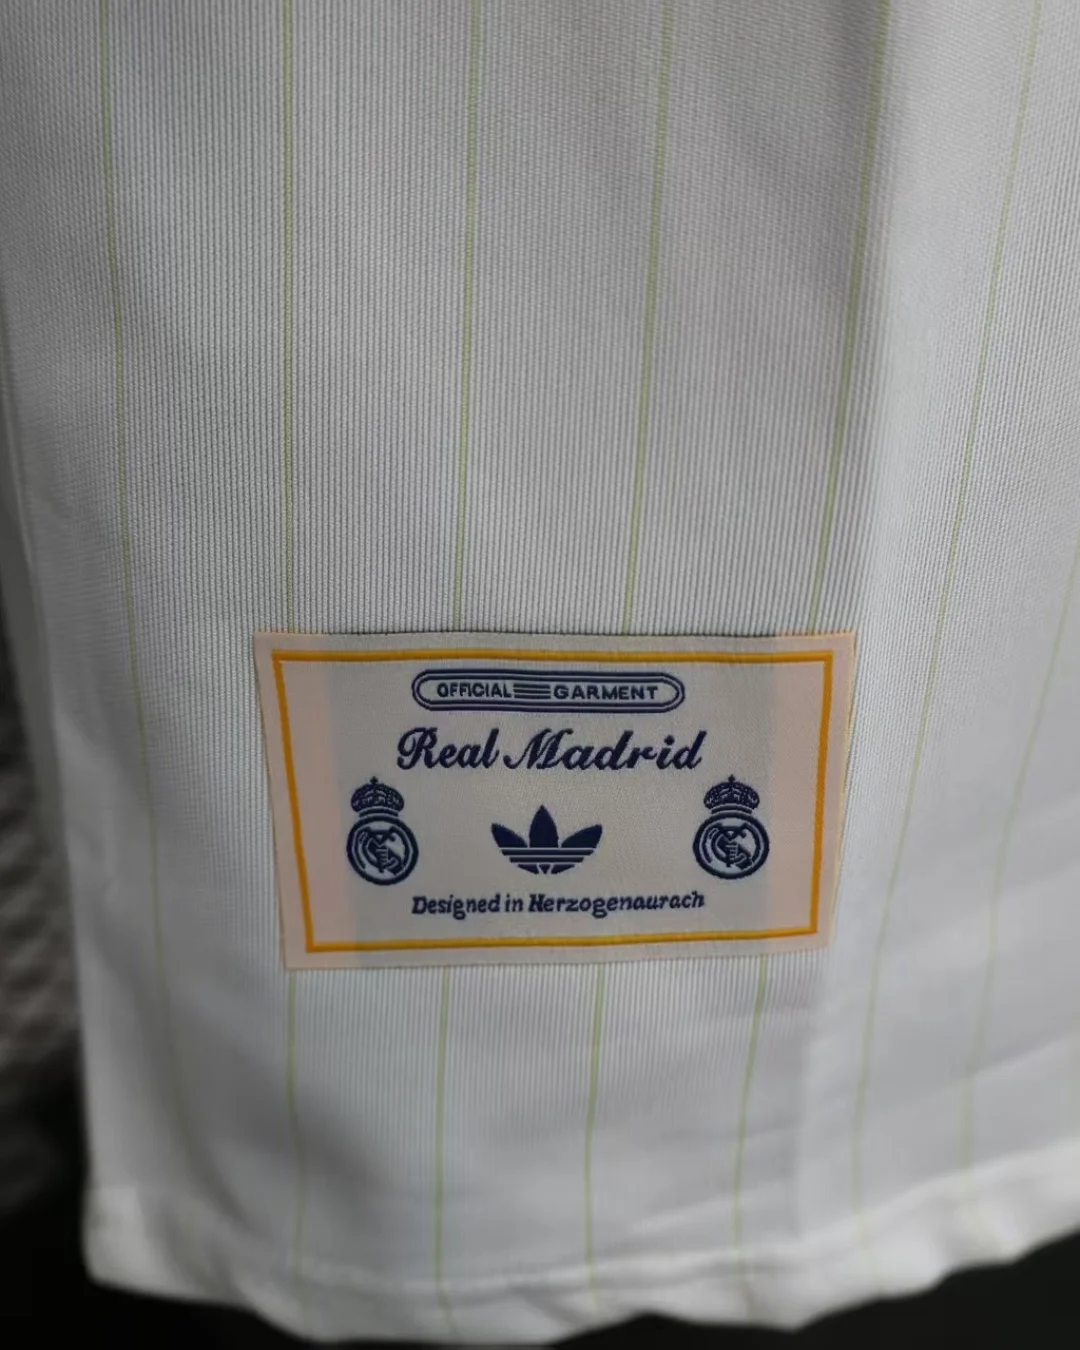 OFFICIAL GARMENT
Real Madrid
Designed in Herzogenaurach